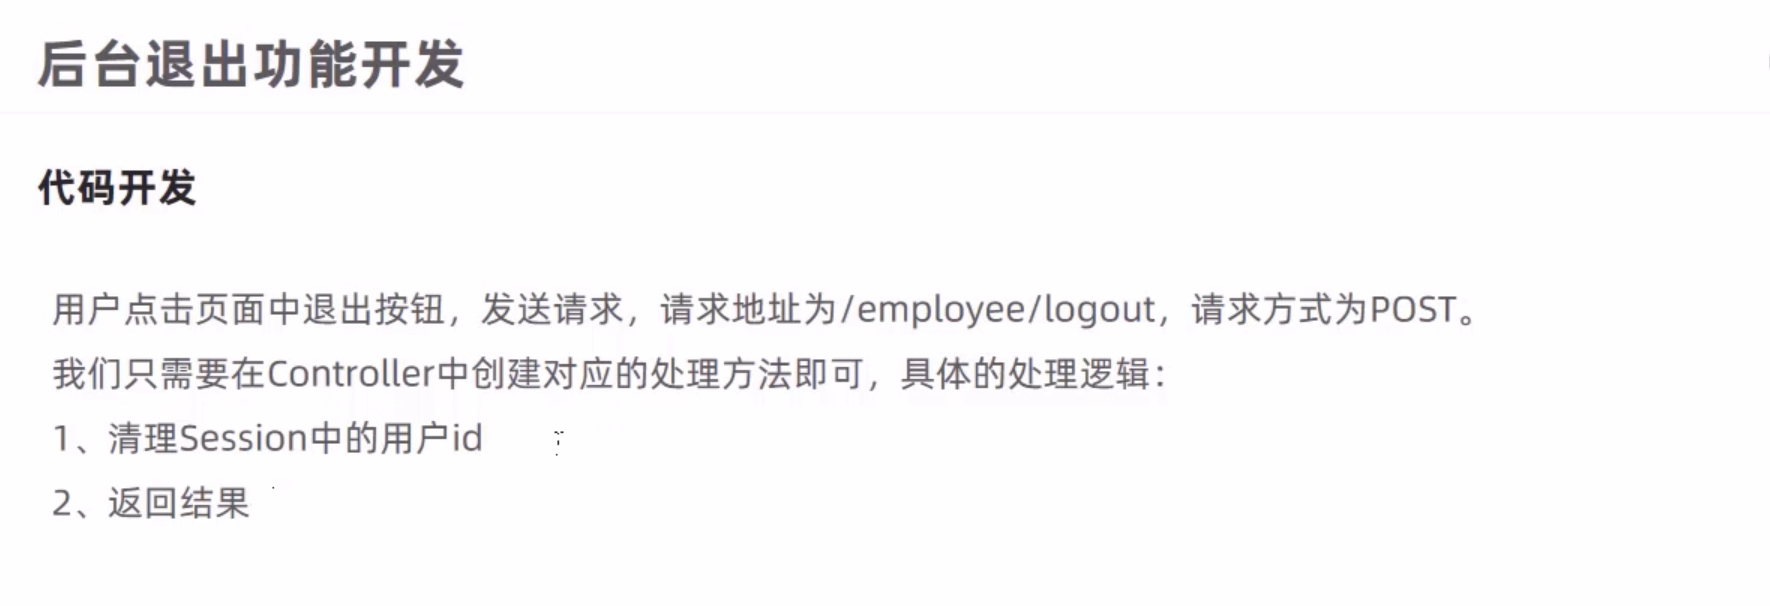 后台退出功能开发
代码开发
用户点击页面中退出按钮，发送请求，请求地址为/employee/logout，请求方式为POST。
我们只需要在Controller中创建对应的处理方法即可，具体的处理逻辑：
1、清理Session中的用户id
2、返回结果